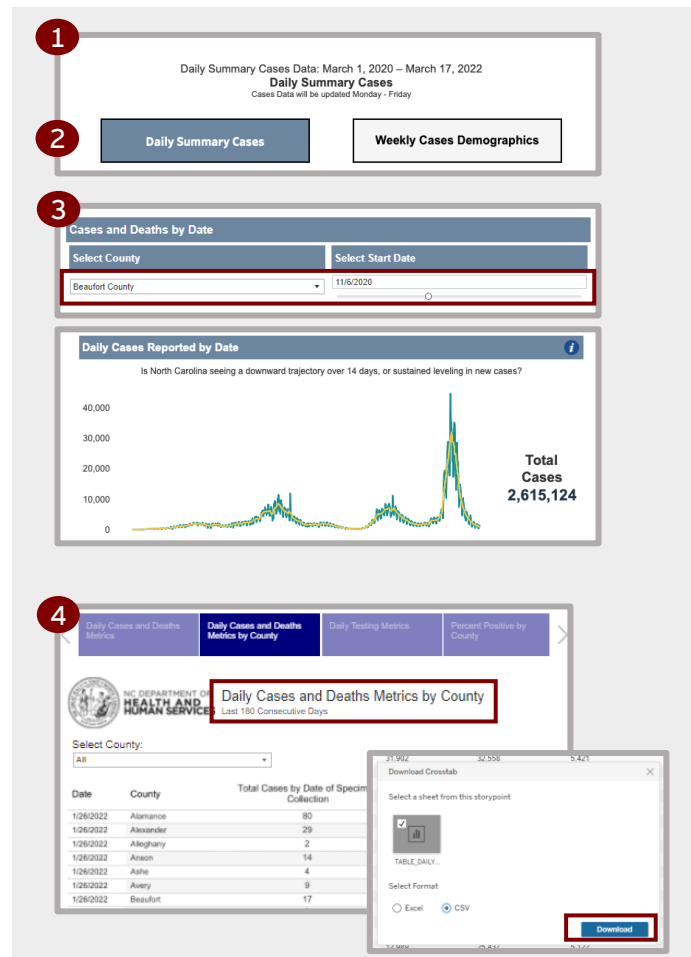 1
Daily Summary Cases Data: March 1, 2020 – March 17, 2022
Daily Summary Cases
Cases Data will be updated Monday - Friday
2
Daily Summary Cases
Weekly Cases Demographics
3
Cases and Deaths by Date
Select County
Select Start Date
Beaufort County
11/6/2020
Daily Cases Reported by Date
i
Is North Carolina seeing a downward trajectory over 14 days, or sustained leveling in new cases?
40,000
30,000
20,000
10,000
0
Total
Cases
2,615,124
4
Daily Cases and Deaths
Metrics
Daily Cases and Deaths
Metrics by County
Daily Testing Metrics
Percent Positive by
County
NC DEPARTMENT OF
HEALTH AND
HUMAN SERVICES
Daily Cases and Deaths Metrics by County
Last 180 Consecutive Days
Select County:
All
Date County Total Cases by Date of Specim
Collection
1/26/2022 Alamance 80
1/26/2022 Alexander 29
1/26/2022 Alleghany 2
1/26/2022 Anson 14
1/26/2022 Ashe 4
1/26/2022 Avery 9
1/26/2022 Beaufort 17
31,902 32,558 5,421
Download Crosstab
Select a sheet from this storypoint
TABLE_DAILY...
Select Format
Excel
CSV
Download